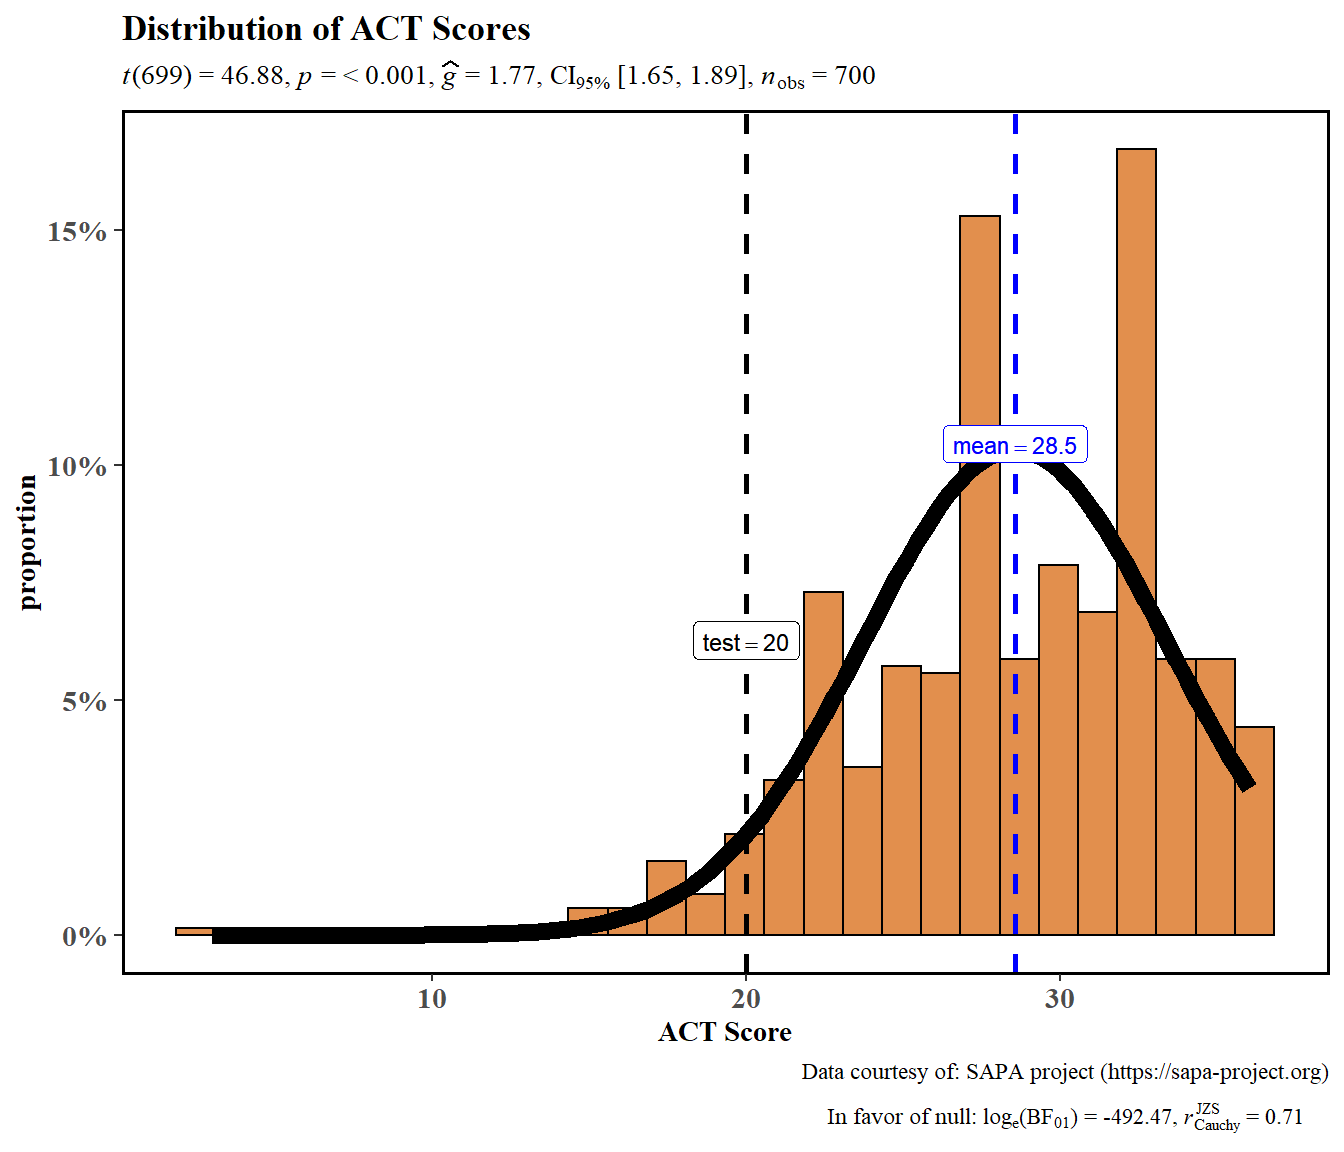 Distribution of ACT Scores
t(699) = 46.88, p = < 0.001, ĝ = 1.77, CI95% [1.65, 1.89], nobs = 700
15%
10%
5%
0%
proportion
mean = 28.5
test = 20
10 20 30
ACT Score
Data courtesy of: SAPA project (https://sapa-project.org)
In favor of null: loge(BF01) = -492.47, rJZSCauchy = 0.71